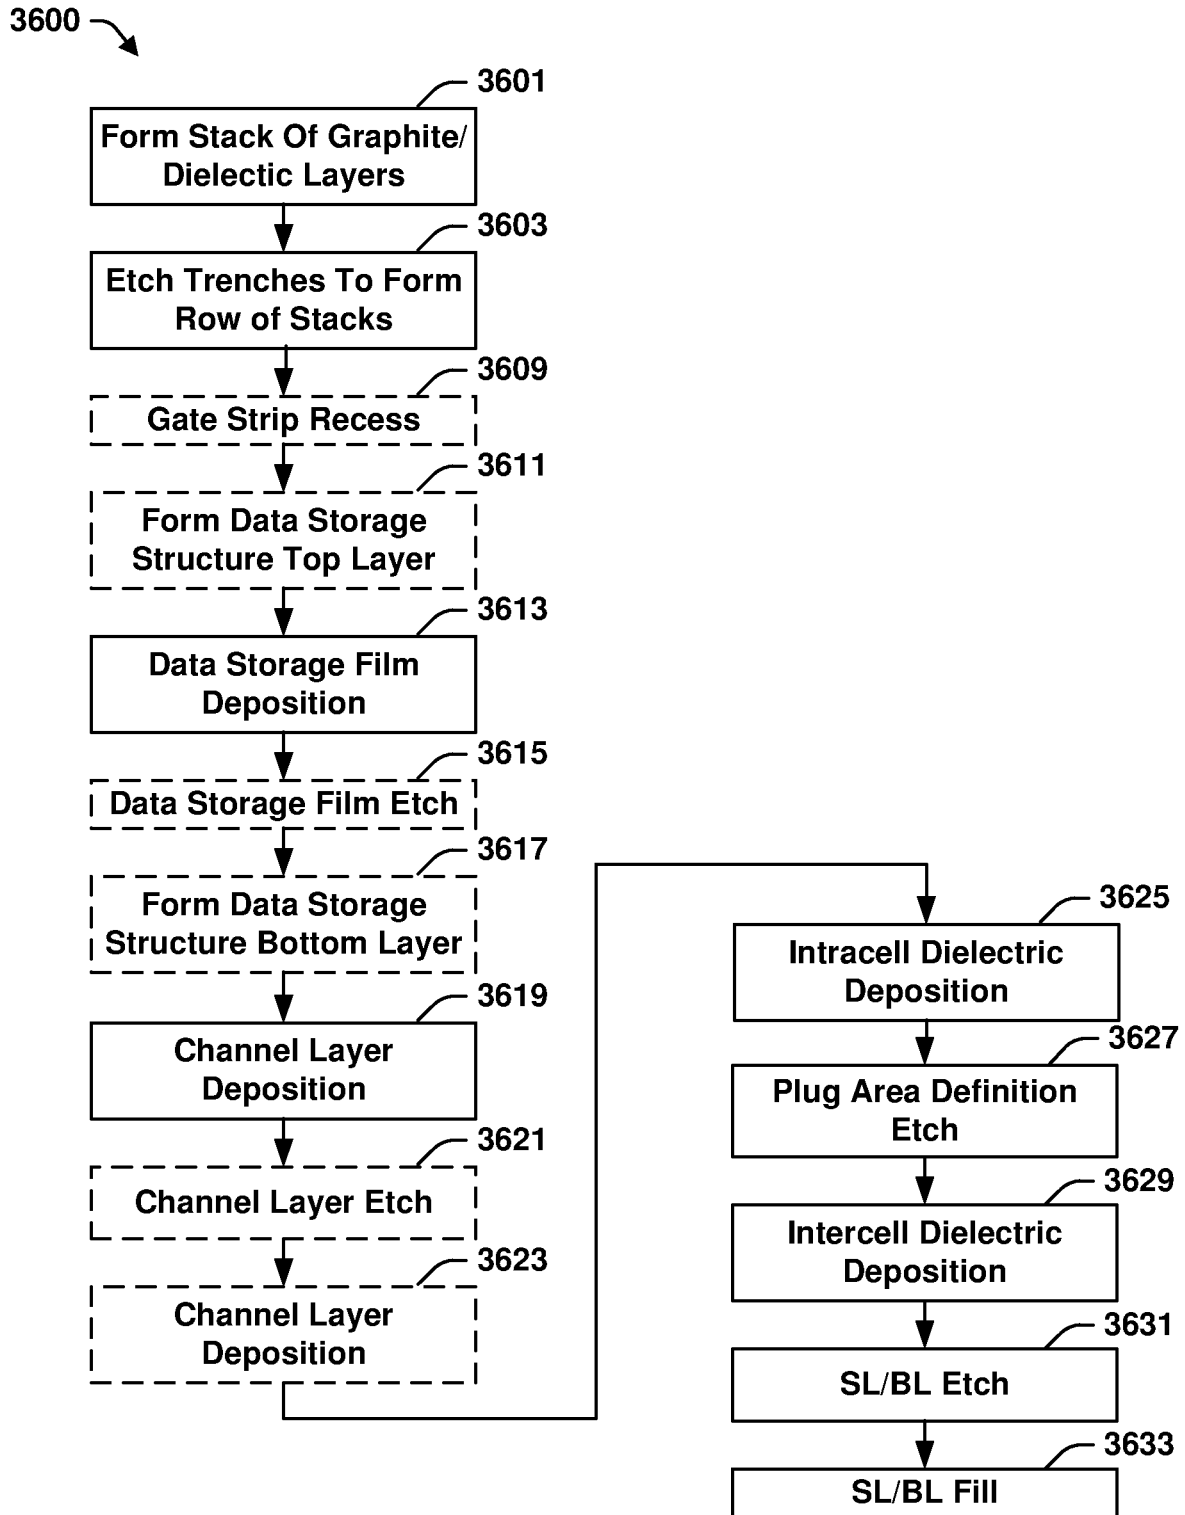 3600
3601
Form Stack Of Graphite/
Dielectic Layers
3603
Etch Trenches To Form
Row of Stacks
3609
Gate Strip Recess
3611
Form Data Storage
Structure Top Layer
3613
Data Storage Film
Deposition
3615
Data Storage Film Etch
3617
Form Data Storage
Structure Bottom Layer
3619
Channel Layer
Deposition
3621
Channel Layer Etch
3623
Channel Layer
Deposition
3625
Intracell Dielectric
Deposition
3627
Plug Area Definition
Etch
3629
Intercell Dielectric
Deposition
3631
SL/BL Etch
3633
SL/BL Fill